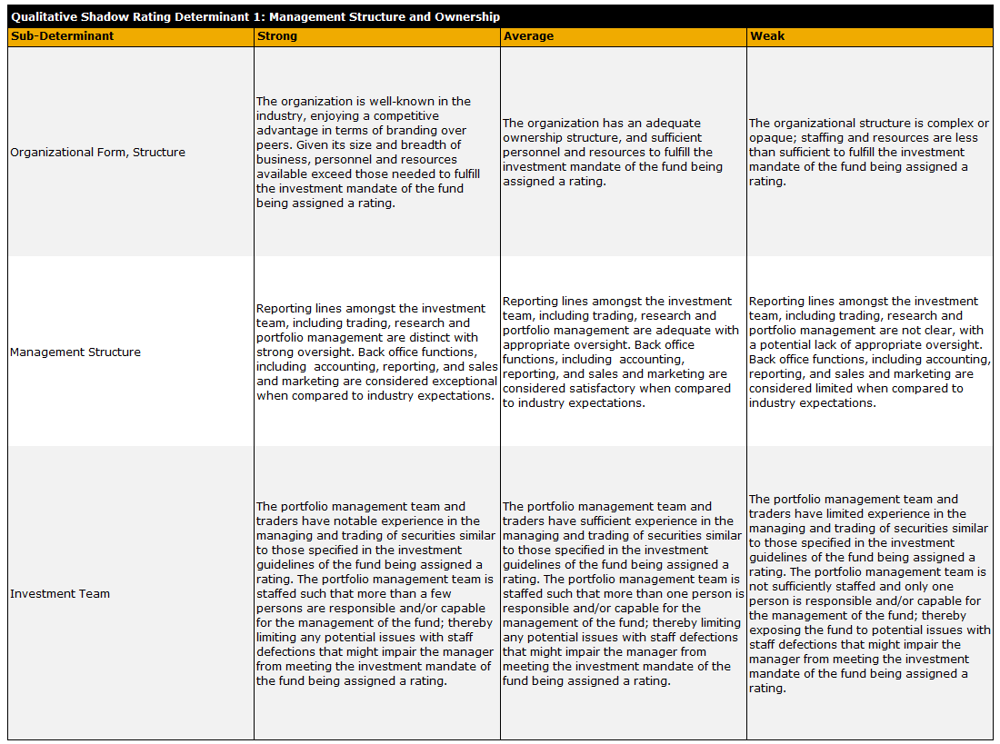 Qualitative Shadow Rating Determinant 1: Management Structure and Ownership
Sub-Determinant
Strong
Average
Weak
Organizational Form, Structure
The organization is well-known in the
industry, enjoying a competitive
advantage in terms of branding over
peers. Given its size and breadth of
business, personnel and resources
available exceed those needed to fulfill
the investment mandate of the fund
being assigned a rating.
The organization has an adequate
ownership structure, and sufficient
personnel and resources to fulfill the
investment mandate of the fund being
assigned a rating.
The organizational structure is complex or
opaque; staffing and resources are less
than sufficient to fulfill the investment
mandate of the fund being assigned a
rating.
Management Structure
Reporting lines amongst the investment
team, including trading, research and
portfolio management are distinct with
strong oversight. Back office functions,
including  accounting, reporting, and sales
and marketing are considered exceptional
when compared to industry expectations.
Reporting lines amongst the investment
team, including trading, research and
portfolio management are adequate with
appropriate oversight. Back office
functions, including  accounting,
reporting, and sales and marketing are
considered satisfactory when compared
to industry expectations.
Reporting lines amongst the investment
team, including trading, research and
portfolio management are not clear, with
a potential lack of appropriate oversight.
Back office functions, including accounting,
reporting, and sales and marketing are
considered limited when compared to
industry expectations.
Investment Team
The portfolio management team and
traders have notable experience in the
managing and trading of securities similar
to those specified in the investment
guidelines of the fund being assigned a
rating. The portfolio management team is
staffed such that more than a few
persons are responsible and/or capable
for the management of the fund; thereby
limiting any potential issues with staff
defections that might impair the manager
from meeting the investment mandate of
the fund being assigned a rating.
The portfolio management team and
traders have sufficient experience in the
managing and trading of securities similar
to those specified in the investment
guidelines of the fund being assigned a
rating. The portfolio management team is
staffed such that more than one person is
responsible and/or capable for the
management of the fund; thereby limiting
any potential issues with staff defections
that might impair the manager from
meeting the investment mandate of the
fund being assigned a rating.
The portfolio management team and
traders have limited experience in the
managing and trading of securities similar
to those specified in the investment
guidelines of the fund being assigned a
rating. The portfolio management team is
not sufficiently staffed and only one
person is responsible and/or capable for
the management of the fund; thereby
exposing the fund to potential issues with
staff defections that might impair the
manager from meeting the investment
mandate of the fund being assigned a
rating.